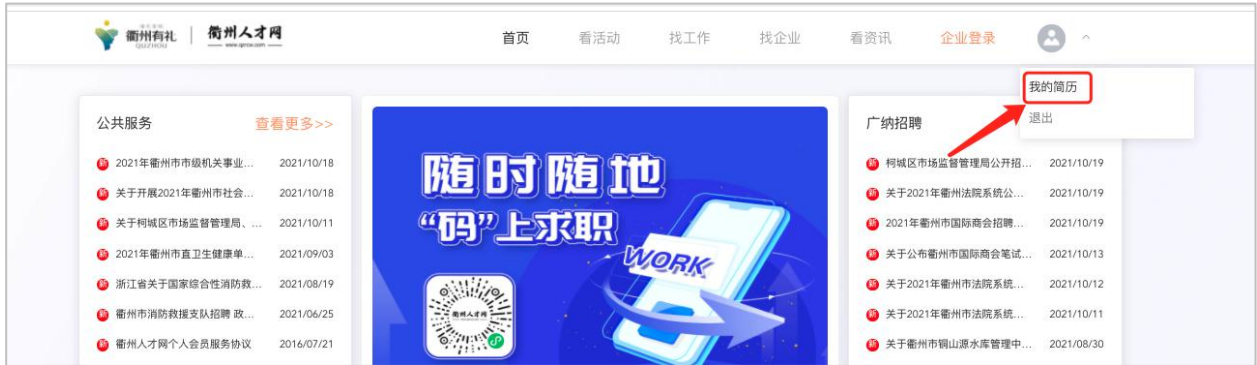 衢州有礼
QUZHOU
衢州人才网
www.qzrcw.com
首页
看活动
找工作
找企业
看资讯
企业登录
我的简历
退出
公共服务
查看更多>>
新 2021年衢州市市级机关事业... 2021/10/18
新 关于开展2021年衢州市社会... 2021/10/18
新 关于柯城区市场监督管理局、... 2021/10/11
新 2021年衢州市直卫生健康单... 2021/09/03
新 浙江省关于国家综合性消防救... 2021/08/19
新 衢州市消防救援支队招聘 政... 2021/06/25
新 衢州人才网个人会员服务协议 2016/07/21
随时随地
“码”上求职
WORK
衢州人才网
广纳招聘
新 柯城区市场监督管理局公开招... 2021/10/19
新 关于2021年衢州法院系统公... 2021/10/19
新 2021年衢州市国际商会招聘... 2021/10/19
新 关于公布衢州市国际商会笔试... 2021/10/13
新 关于2021年衢州市法院系统... 2021/10/12
新 关于2021年衢州市法院系统... 2021/10/11
新 关于衢州市铜山源水库管理中... 2021/08/30